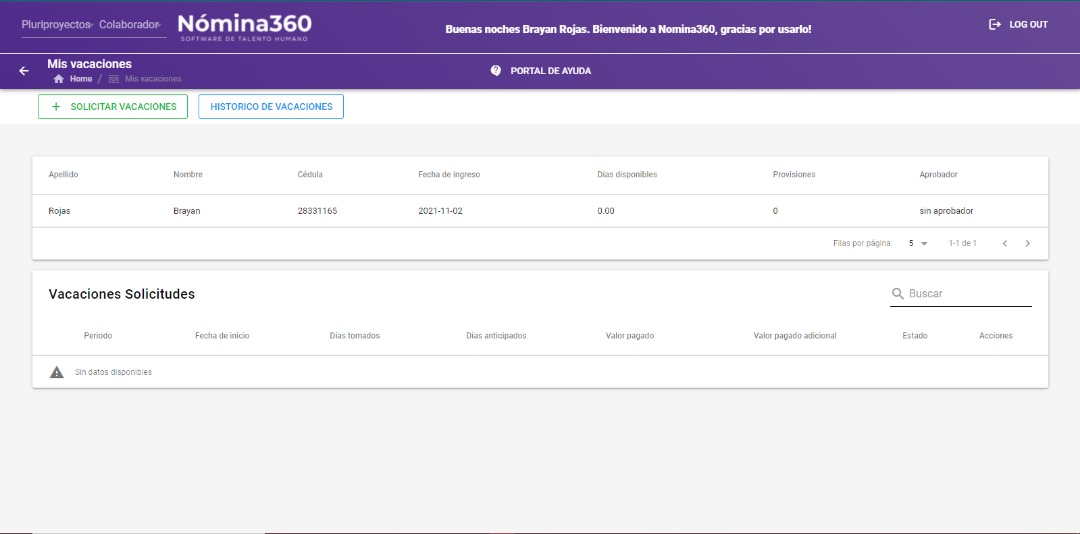 Pluriproyectos Colaborador Nómina360
SOFTWARE DE TALENTO HUMANO
Buenas noches Brayan Rojas. Bienvenido a Nomina360, gracias por usarlo!
LOG OUT
Mis vacaciones
Home / Mis vacaciones
PORTAL DE AYUDA
+ SOLICITAR VACACIONES
HISTORICO DE VACACIONES
Apellido Nombre Cédula Fecha de ingreso Días disponibles Provisiones Aprobador
Rojas Brayan 28331165 2021-11-02 0.00 0 sin aprobador
Filas por página: 5 1-1 de 1
Vacaciones Solicitudes
Buscar
Periodo Fecha de inicio Días tomados Días anticipados Valor pagado Valor pagado adicional Estado Acciones
Sin datos disponibles